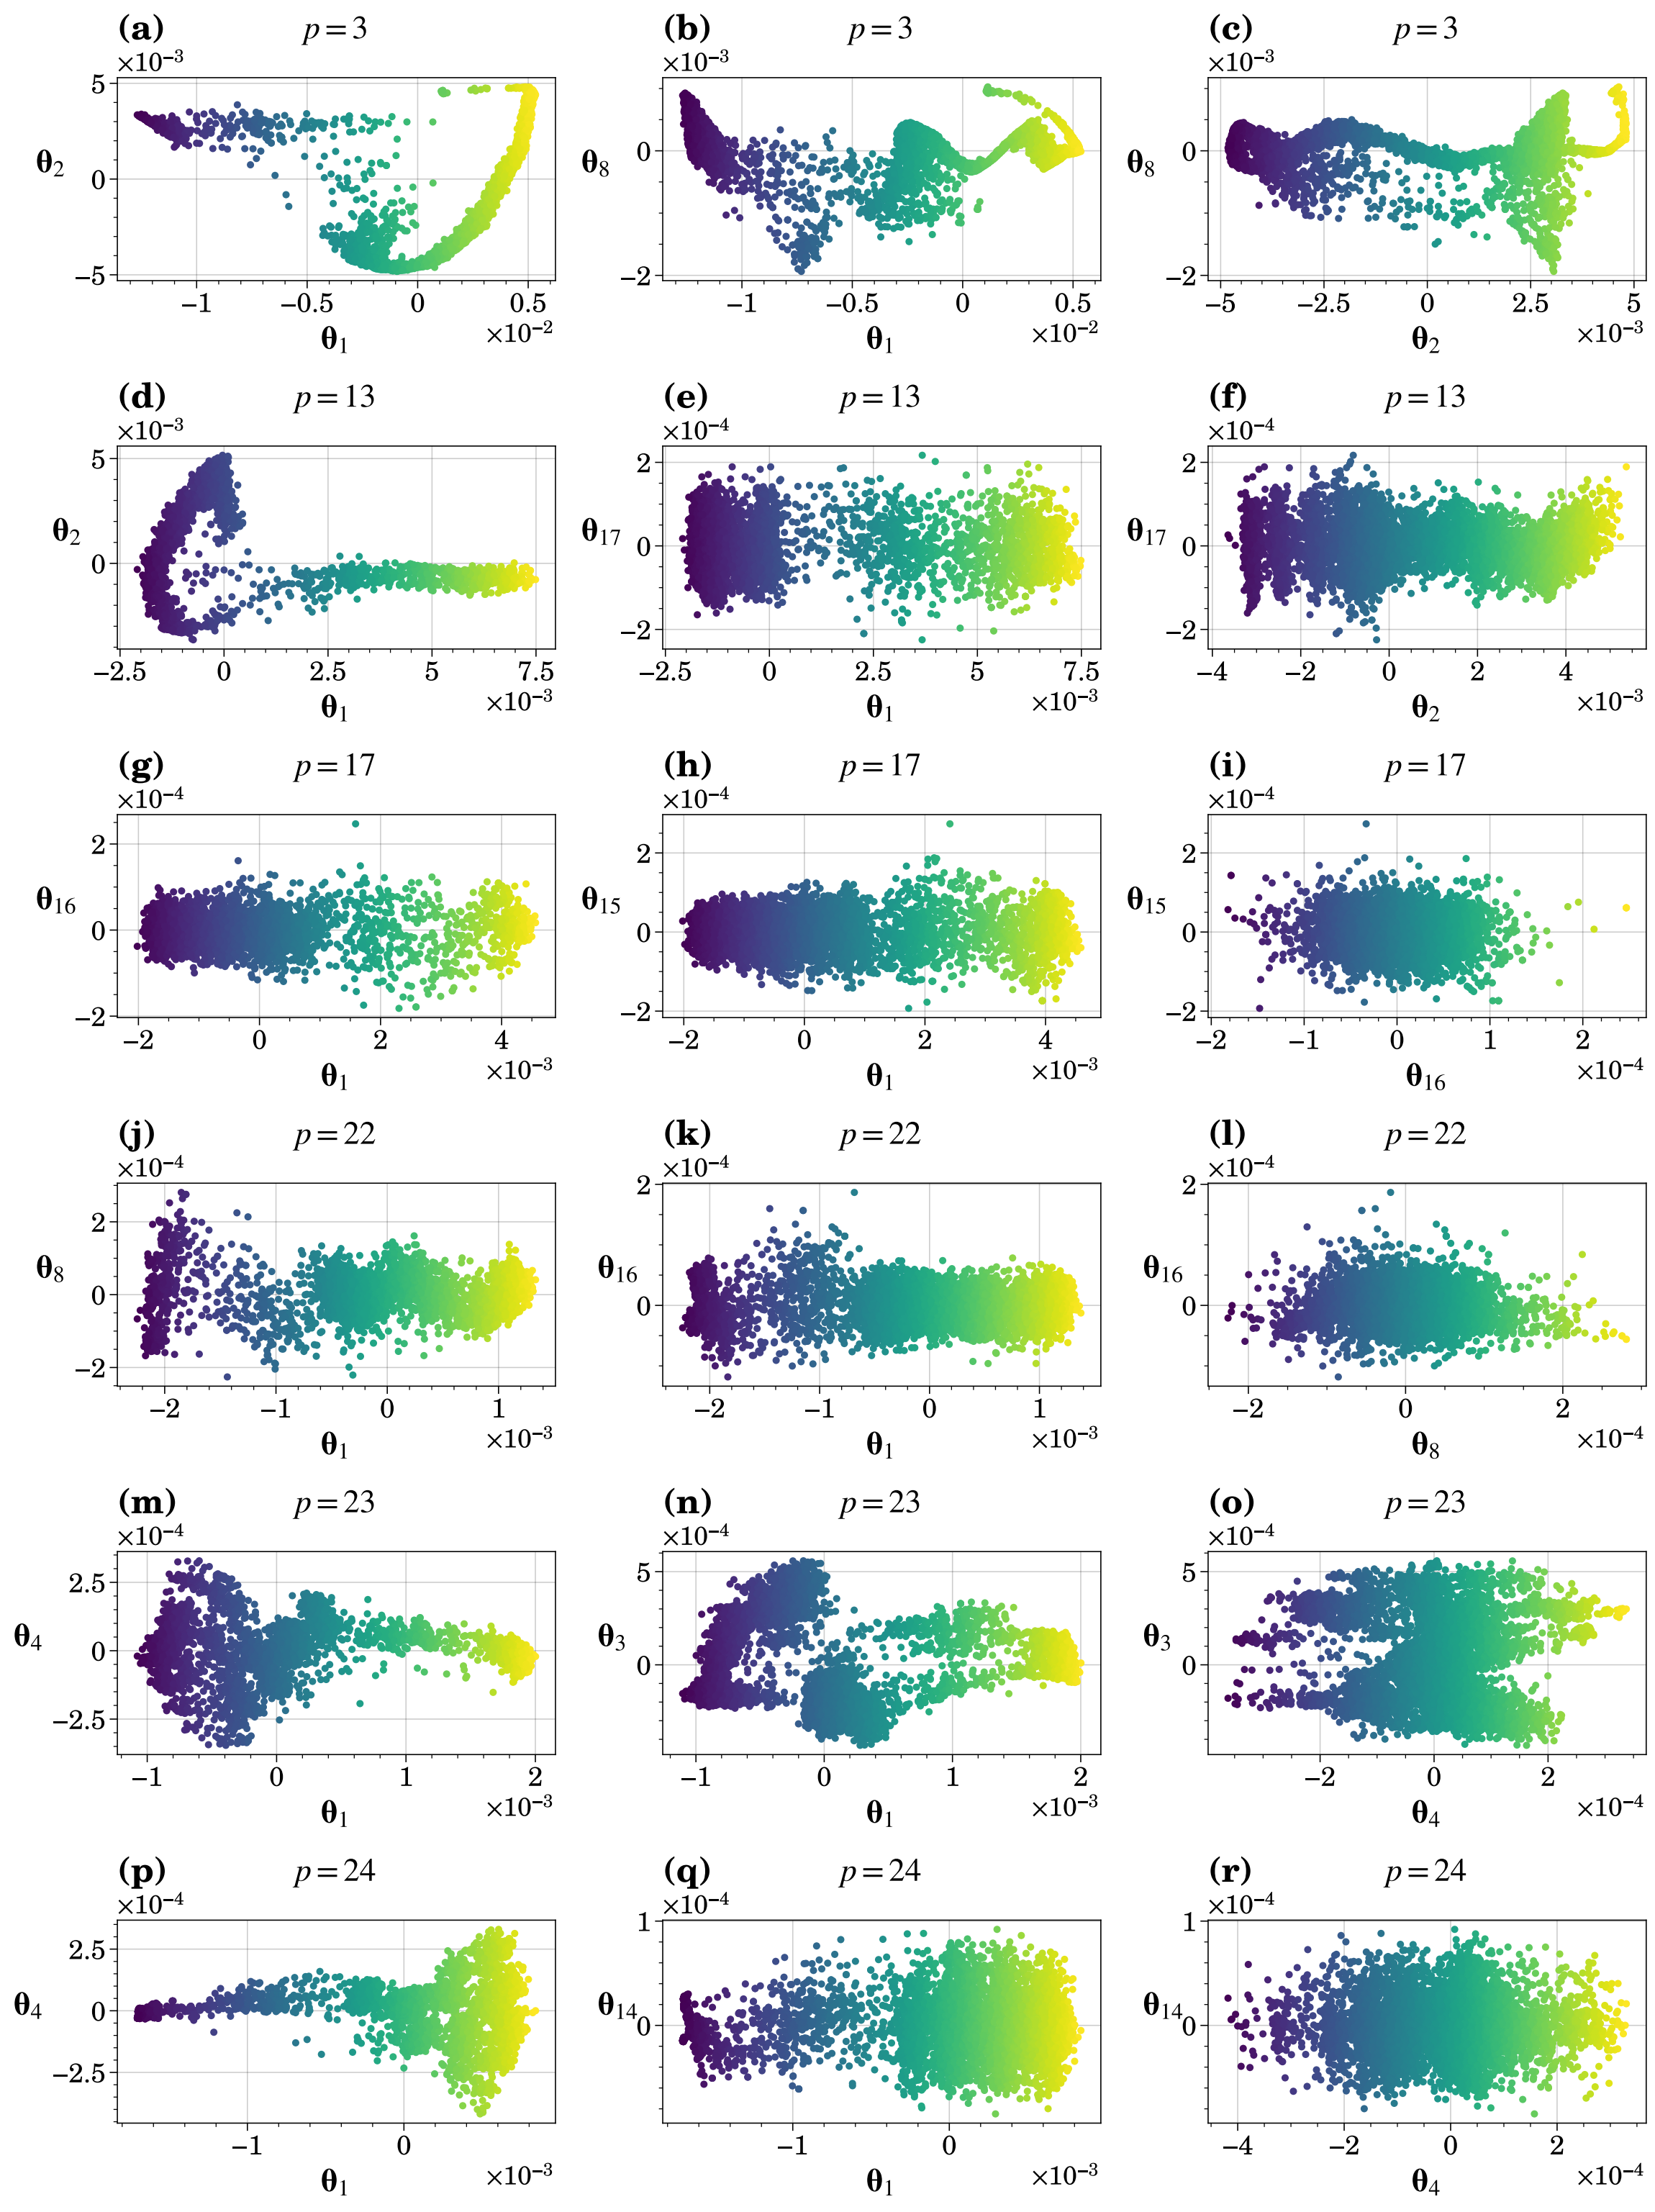 (a) p = 3
×10⁻³
θ₂
5
0
−5
−1 −0.5 0 0.5
×10⁻²
θ₁
(b) p = 3
×10⁻³
θ₈
0
−2
−1 −0.5 0 0.5
×10⁻²
θ₁
(c) p = 3
×10⁻³
θ₈
0
−2
−5 −2.5 0 2.5 5
×10⁻³
θ₂
(d) p = 13
×10⁻³
θ₂
5
0
−2.5 0 2.5 5 7.5
×10⁻³
θ₁
(e) p = 13
×10⁻⁴
θ₁₇
2
0
−2
−2.5 0 2.5 5 7.5
×10⁻³
θ₁
(f) p = 13
×10⁻⁴
θ₁₇
2
0
−2
−4 −2 0 2 4
×10⁻³
θ₂
(g) p = 17
×10⁻⁴
θ₁₆
2
0
−2
−2 0 2 4
×10⁻³
θ₁
(h) p = 17
×10⁻⁴
θ₁₅
2
0
−2
−2 0 2 4
×10⁻³
θ₁
(i) p = 17
×10⁻⁴
θ₁₅
2
0
−2
−2 −1 0 1 2
×10⁻⁴
θ₁₆
(j) p = 22
×10⁻⁴
θ₈
2
0
−2
−2 −1 0 1
×10⁻³
θ₁
(k) p = 22
×10⁻⁴
θ₁₆
2
0
−2 −1 0 1
×10⁻³
θ₁
(l) p = 22
×10⁻⁴
θ₁₆
2
0
−2 0 2
×10⁻⁴
θ₈
(m) p = 23
×10⁻⁴
θ₄
2.5
0
−2.5
−1 0 1 2
×10⁻³
θ₁
(n) p = 23
×10⁻⁴
θ₃
5
0
−1 0 1 2
×10⁻³
θ₁
(o) p = 23
×10⁻⁴
θ₃
5
0
−2 0 2
×10⁻⁴
θ₄
(p) p = 24
×10⁻⁴
θ₄
2.5
0
−2.5
−1 0
×10⁻³
θ₁
(q) p = 24
×10⁻⁴
θ₁₄
1
0
−1 0
×10⁻³
θ₁
(r) p = 24
×10⁻⁴
θ₁₄
1
0
−4 −2 0 2
×10⁻⁴
θ₄